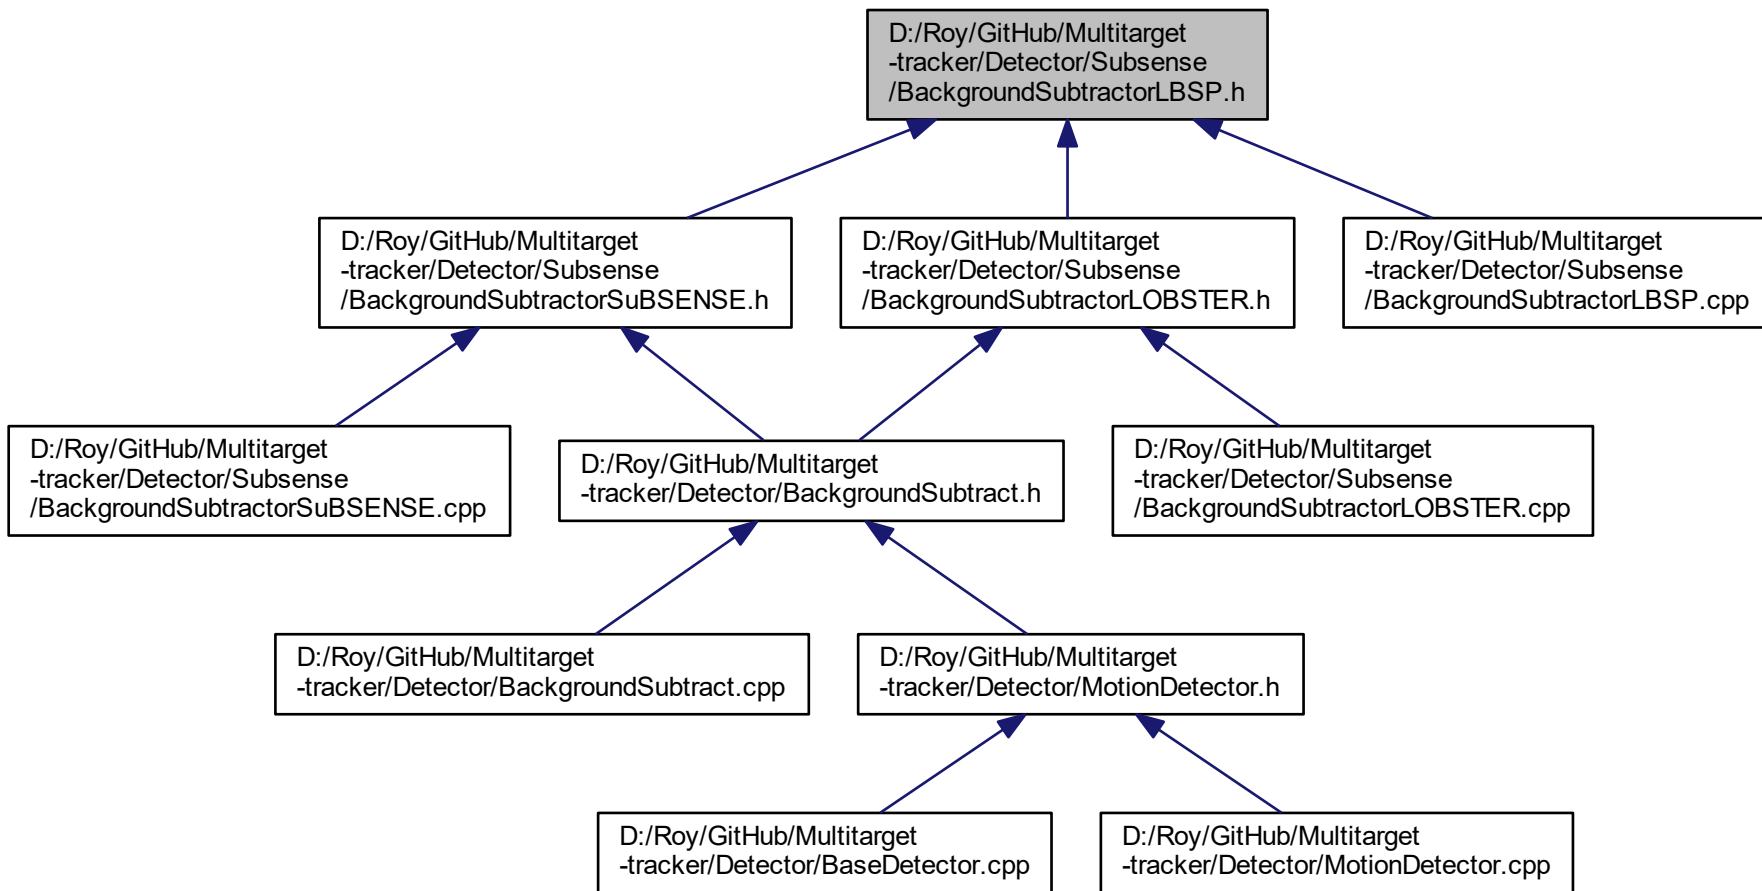 D:/Roy/GitHub/Multitarget
-tracker/Detector/Subsense
/BackgroundSubtractorLBSP.h
D:/Roy/GitHub/Multitarget
-tracker/Detector/Subsense
/BackgroundSubtractorSuBSENSE.h
D:/Roy/GitHub/Multitarget
-tracker/Detector/Subsense
/BackgroundSubtractorLOBSTER.h
D:/Roy/GitHub/Multitarget
-tracker/Detector/Subsense
/BackgroundSubtractorLBSP.cpp
D:/Roy/GitHub/Multitarget
-tracker/Detector/Subsense
/BackgroundSubtractorSuBSENSE.cpp
D:/Roy/GitHub/Multitarget
-tracker/Detector/BackgroundSubtract.h
D:/Roy/GitHub/Multitarget
-tracker/Detector/Subsense
/BackgroundSubtractorLOBSTER.cpp
D:/Roy/GitHub/Multitarget
-tracker/Detector/BackgroundSubtract.cpp
D:/Roy/GitHub/Multitarget
-tracker/Detector/MotionDetector.h
D:/Roy/GitHub/Multitarget
-tracker/Detector/BaseDetector.cpp
D:/Roy/GitHub/Multitarget
-tracker/Detector/MotionDetector.cpp